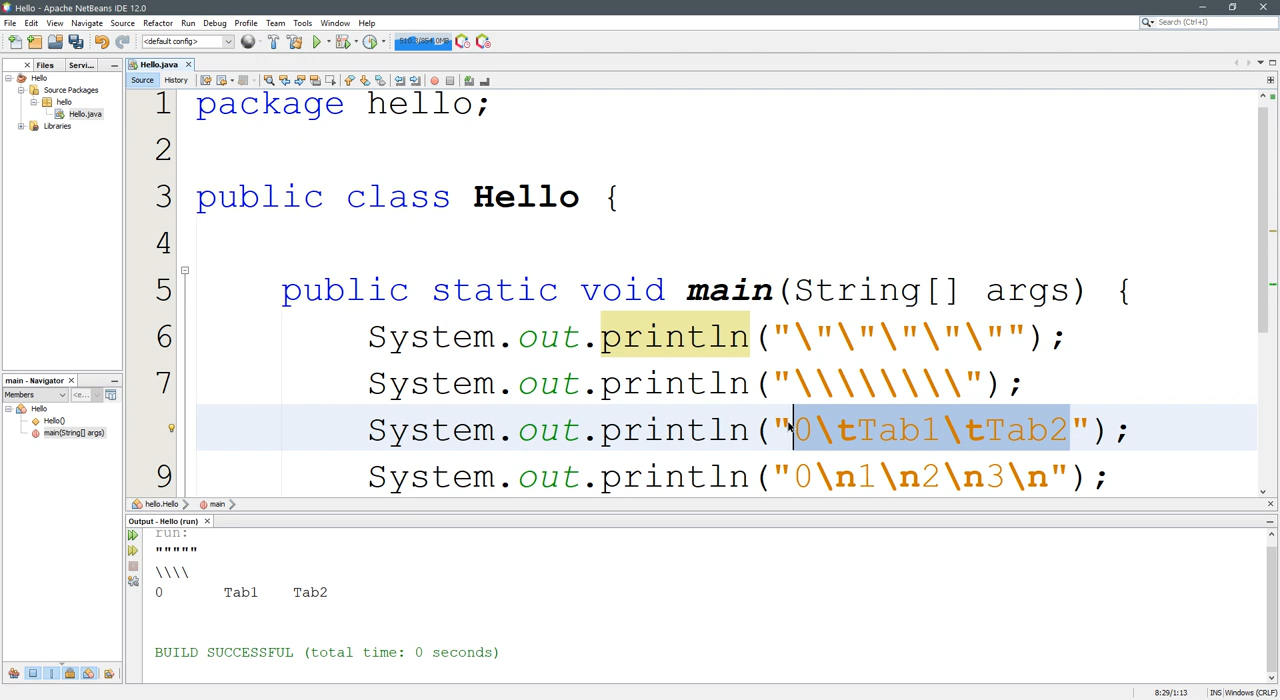 Hello - Apache NetBeans IDE 12.0
File Edit View Navigate Source Refactor Run Debug Profile Team Tools Window Help
Search (Ctrl+I)
<default config>
Files Servi...
Hello.java
Source History
Hello
Source Packages
hello
Hello.java
Libraries
1 package hello;
2
3 public class Hello {
4
5 public static void main(String[] args) {
6 System.out.println("\"\"\"\"\"");
7 System.out.println("\\\\\\\\");
System.out.println("0\tTab1\tTab2");
9 System.out.println("0\n1\n2\n3\n");
main - Navigator
Members <e...
Hello
Hello()
main(String[] args)
hello.Hello main
Output - Hello (run)
run:
"""""
\\\\
0 Tab1 Tab2
BUILD SUCCESSFUL (total time: 0 seconds)
8:29/1:13 INS Windows (CRLF)